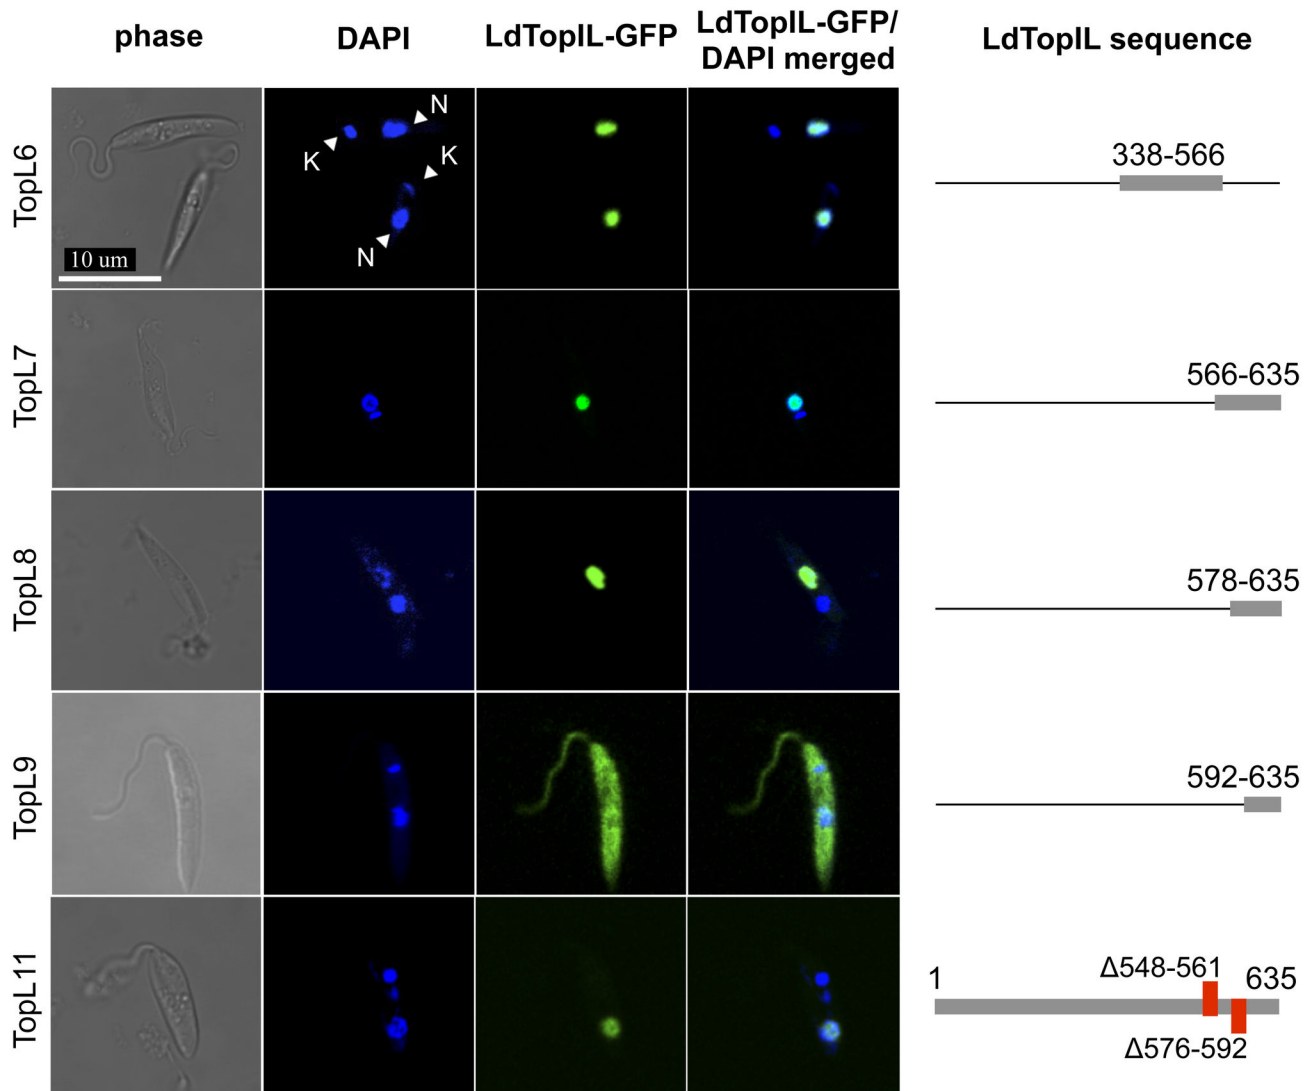 phase
DAPI
LdTopIL-GFP
LdTopIL-GFP/
DAPI merged
LdTopIL sequence
TopL6
K
N
K
N
10 um
338-566
TopL7
566-635
TopL8
578-635
TopL9
592-635
TopL11
1
Δ548-561
635
Δ576-592